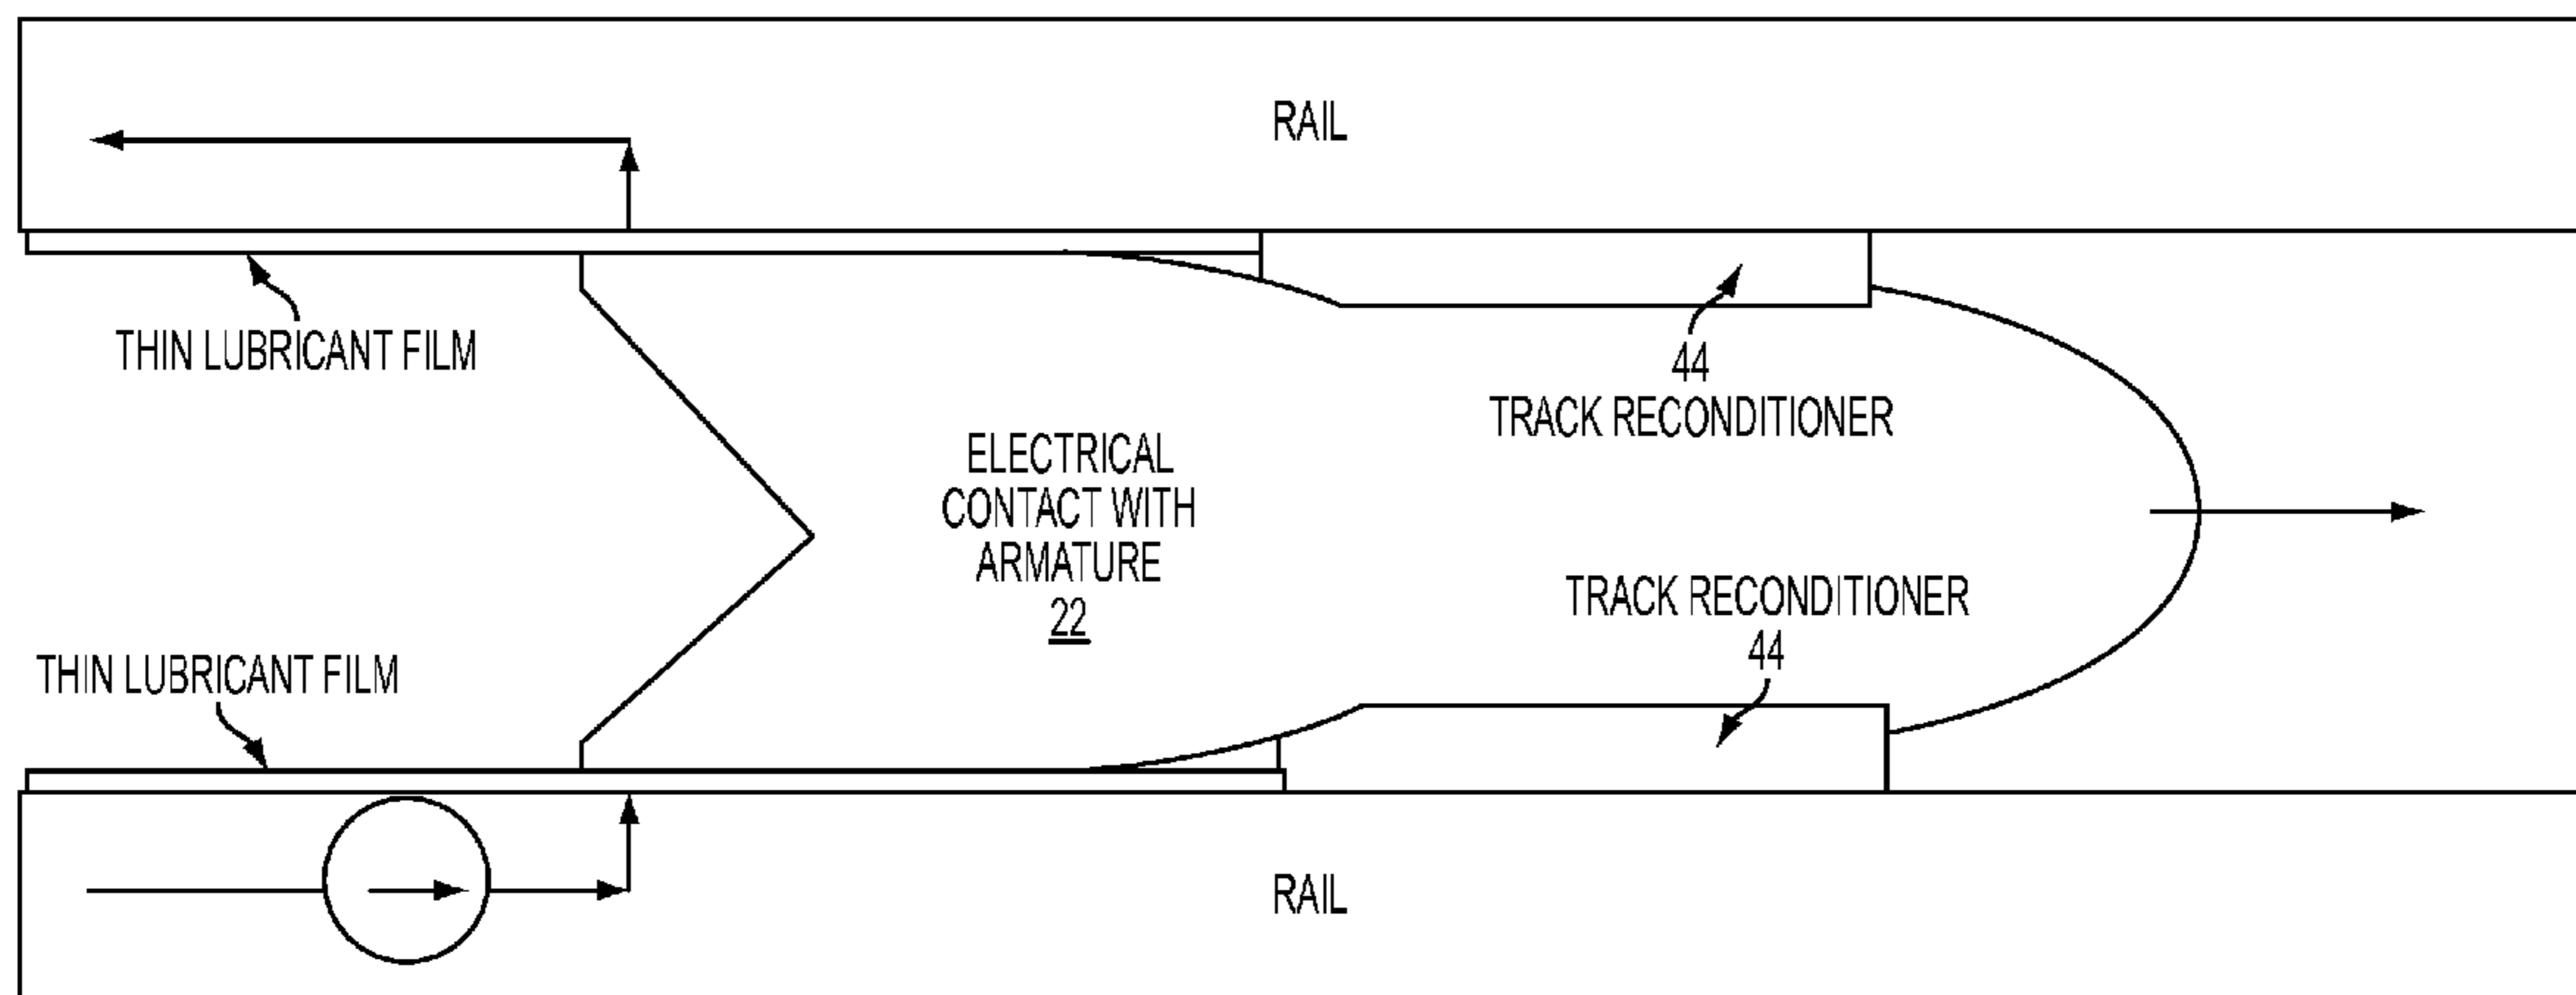 RAIL
THIN LUBRICANT FILM
44
TRACK RECONDITIONER
ELECTRICAL
CONTACT WITH
ARMATURE
22
TRACK RECONDITIONER
44
THIN LUBRICANT FILM
RAIL